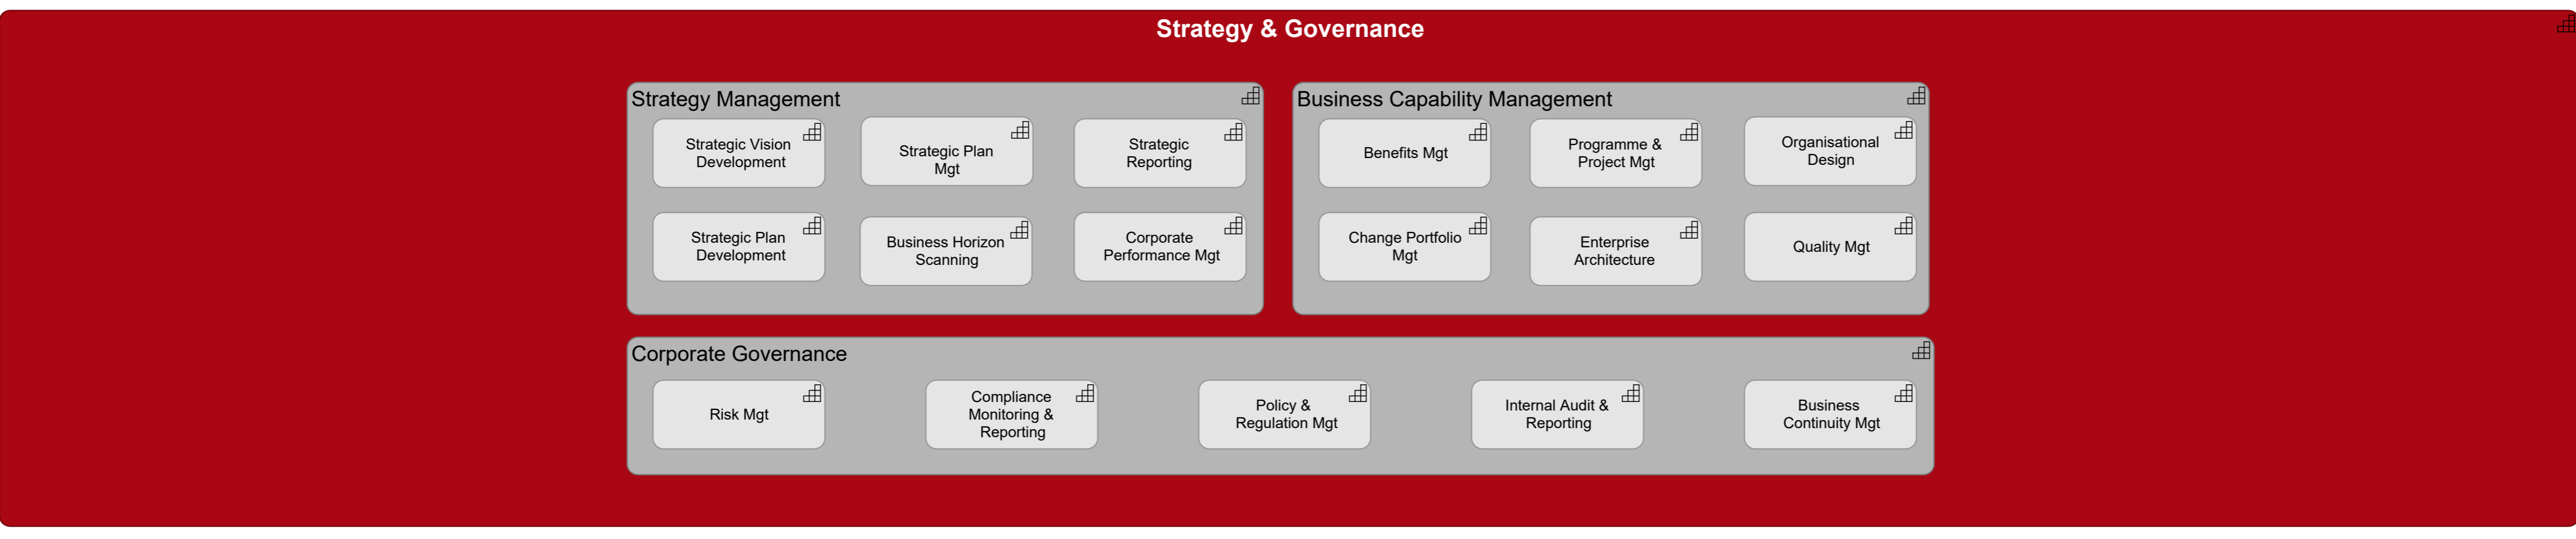 Strategy & Governance
Strategy Management
Strategic Vision
Development
Strategic Plan
Mgt
Strategic
Reporting
Strategic Plan
Development
Business Horizon
Scanning
Corporate
Performance Mgt
Business Capability Management
Benefits Mgt
Programme &
Project Mgt
Organisational
Design
Change Portfolio
Mgt
Enterprise
Architecture
Quality Mgt
Corporate Governance
Risk Mgt
Compliance
Monitoring &
Reporting
Policy &
Regulation Mgt
Internal Audit &
Reporting
Business
Continuity Mgt